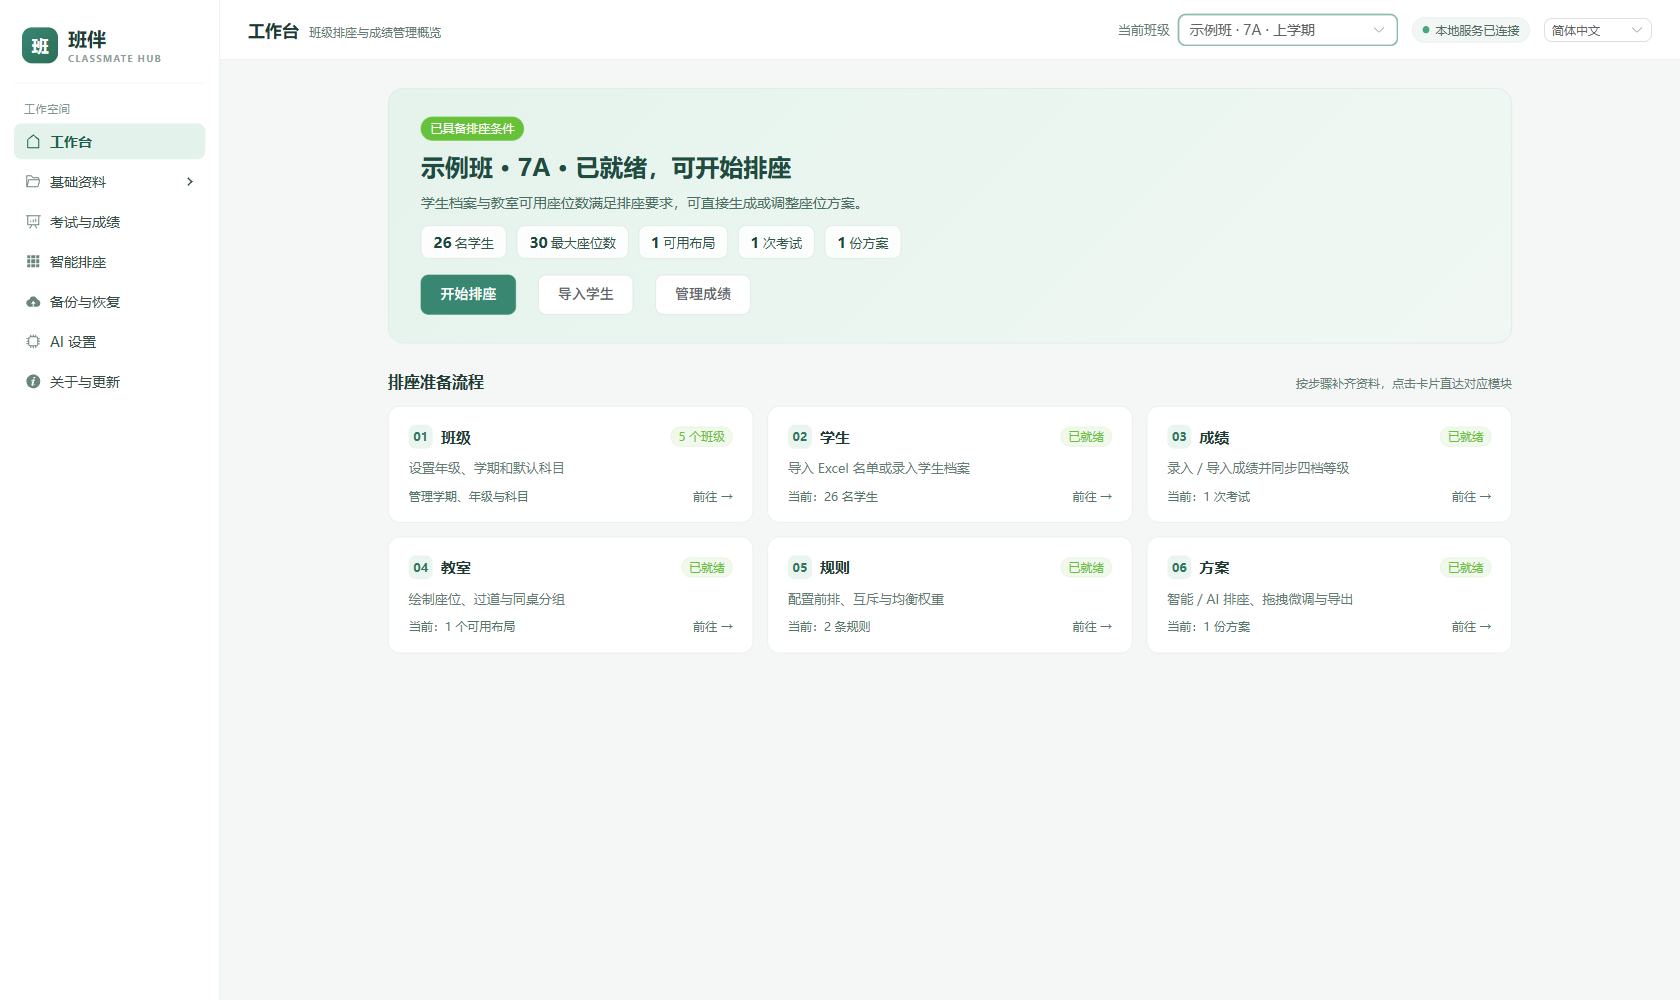 班
班伴
CLASSMATE HUB
工作空间
工作台
基础资料
考试与成绩
智能排座
备份与恢复
AI 设置
关于与更新
工作台 班级排座与成绩管理概览
当前班级 示例班 · 7A · 上学期 本地服务已连接 简体中文
已具备排座条件
示例班 · 7A · 已就绪，可开始排座
学生档案与教室可用座位数满足排座要求，可直接生成或调整座位方案。
26 名学生 30 最大座位数 1 可用布局 1 次考试 1 份方案
开始排座 导入学生 管理成绩
排座准备流程 按步骤补齐资料，点击卡片直达对应模块
01 班级 5 个班级
设置年级、学期和默认科目
管理学期、年级与科目 前往 →
02 学生 已就绪
导入 Excel 名单或录入学生档案
当前：26 名学生 前往 →
03 成绩 已就绪
录入 / 导入成绩并同步四档等级
当前：1 次考试 前往 →
04 教室 已就绪
绘制座位、过道与同桌分组
当前：1 个可用布局 前往 →
05 规则 已就绪
配置前排、互斥与均衡权重
当前：2 条规则 前往 →
06 方案 已就绪
智能 / AI 排座、拖拽微调与导出
当前：1 份方案 前往 →